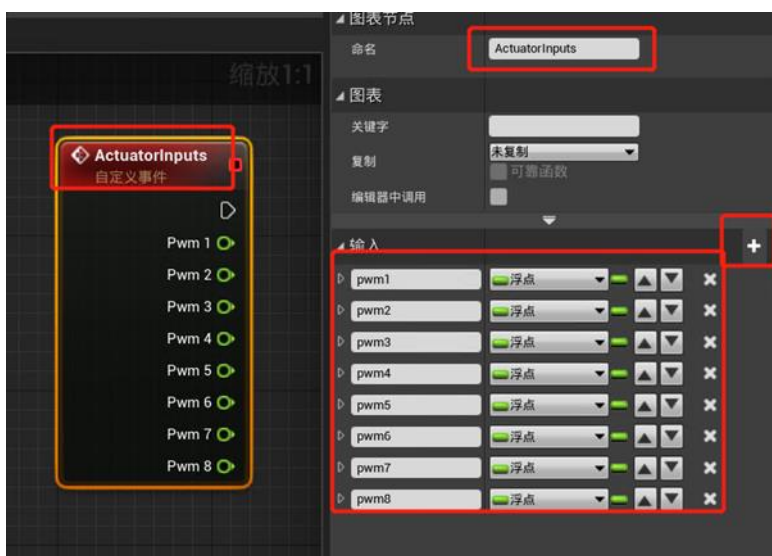 缩放1:1
ActuatorInputs
自定义事件
Pwm 1
Pwm 2
Pwm 3
Pwm 4
Pwm 5
Pwm 6
Pwm 7
Pwm 8
图表节点
命名 ActuatorInputs
图表
关键字
复制 未复制
可靠函数
编辑器中调用
输入
pwm1 浮点
pwm2 浮点
pwm3 浮点
pwm4 浮点
pwm5 浮点
pwm6 浮点
pwm7 浮点
pwm8 浮点